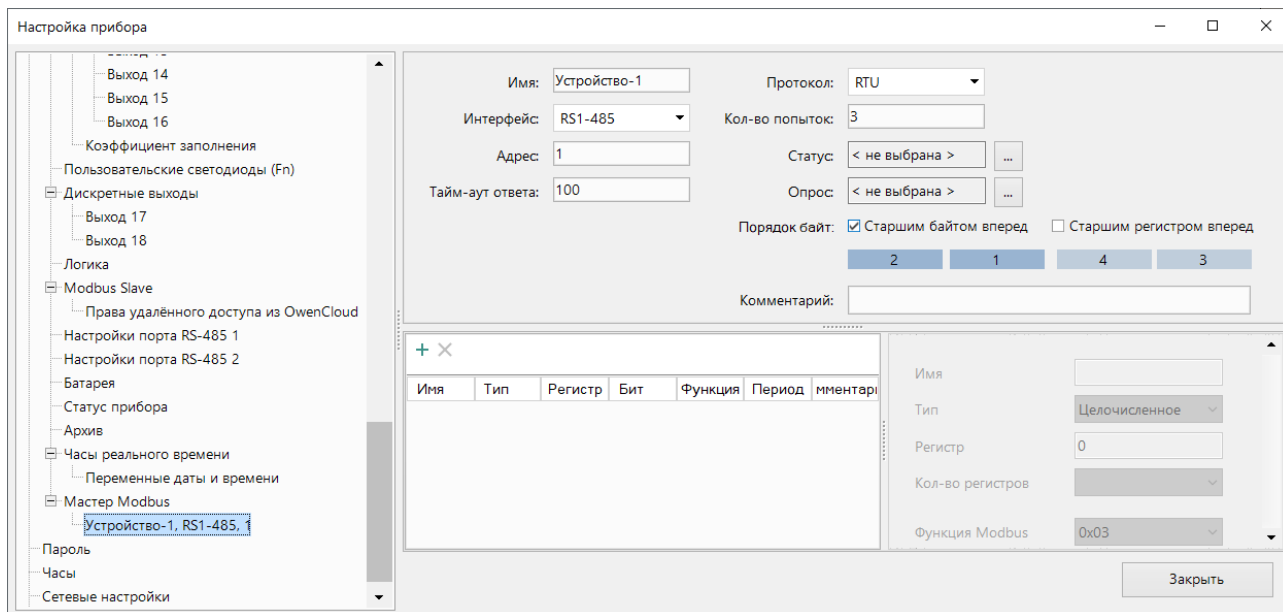 Настройка прибора
Выход 14
Выход 15
Выход 16
Коэффициент заполнения
Пользовательские светодиоды (Fn)
Дискретные выходы
Выход 17
Выход 18
Логика
Modbus Slave
Права удалённого доступа из OwenCloud
Настройки порта RS-485 1
Настройки порта RS-485 2
Батарея
Статус прибора
Архив
Часы реального времени
Переменные даты и времени
Мастер Modbus
Устройство-1, RS1-485, 1
Пароль
Часы
Сетевые настройки
Имя: Устройство-1 Протокол: RTU
Интерфейс: RS1-485 Кол-во попыток: 3
Адрес: 1 Статус: < не выбрана > ...
Тайм-аут ответа: 100 Опрос: < не выбрана > ...
Порядок байт: Старшим байтом вперед Старшим регистром вперед
2 1 4 3
Комментарий:
Имя Тип Регистр Бит Функция Период мментари
Имя
Тип Целочисленное
Регистр 0
Кол-во регистров
Функция Modbus 0x03
Закрыть